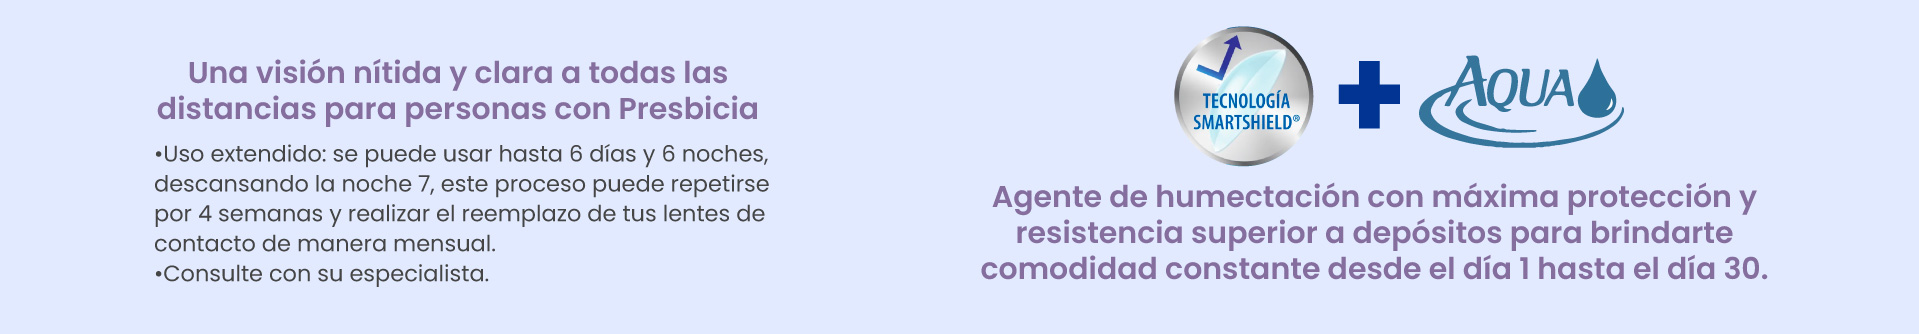 Una visión nítida y clara a todas las
distancias para personas con Presbicia
•Uso extendido: se puede usar hasta 6 días y 6 noches,
descansando la noche 7, este proceso puede repetirse
por 4 semanas y realizar el reemplazo de tus lentes de
contacto de manera mensual.
•Consulte con su especialista.
TECNOLOGÍA
SMARTSHIELD®
AQUA
Agente de humectación con máxima protección y
resistencia superior a depósitos para brindarte
comodidad constante desde el día 1 hasta el día 30.